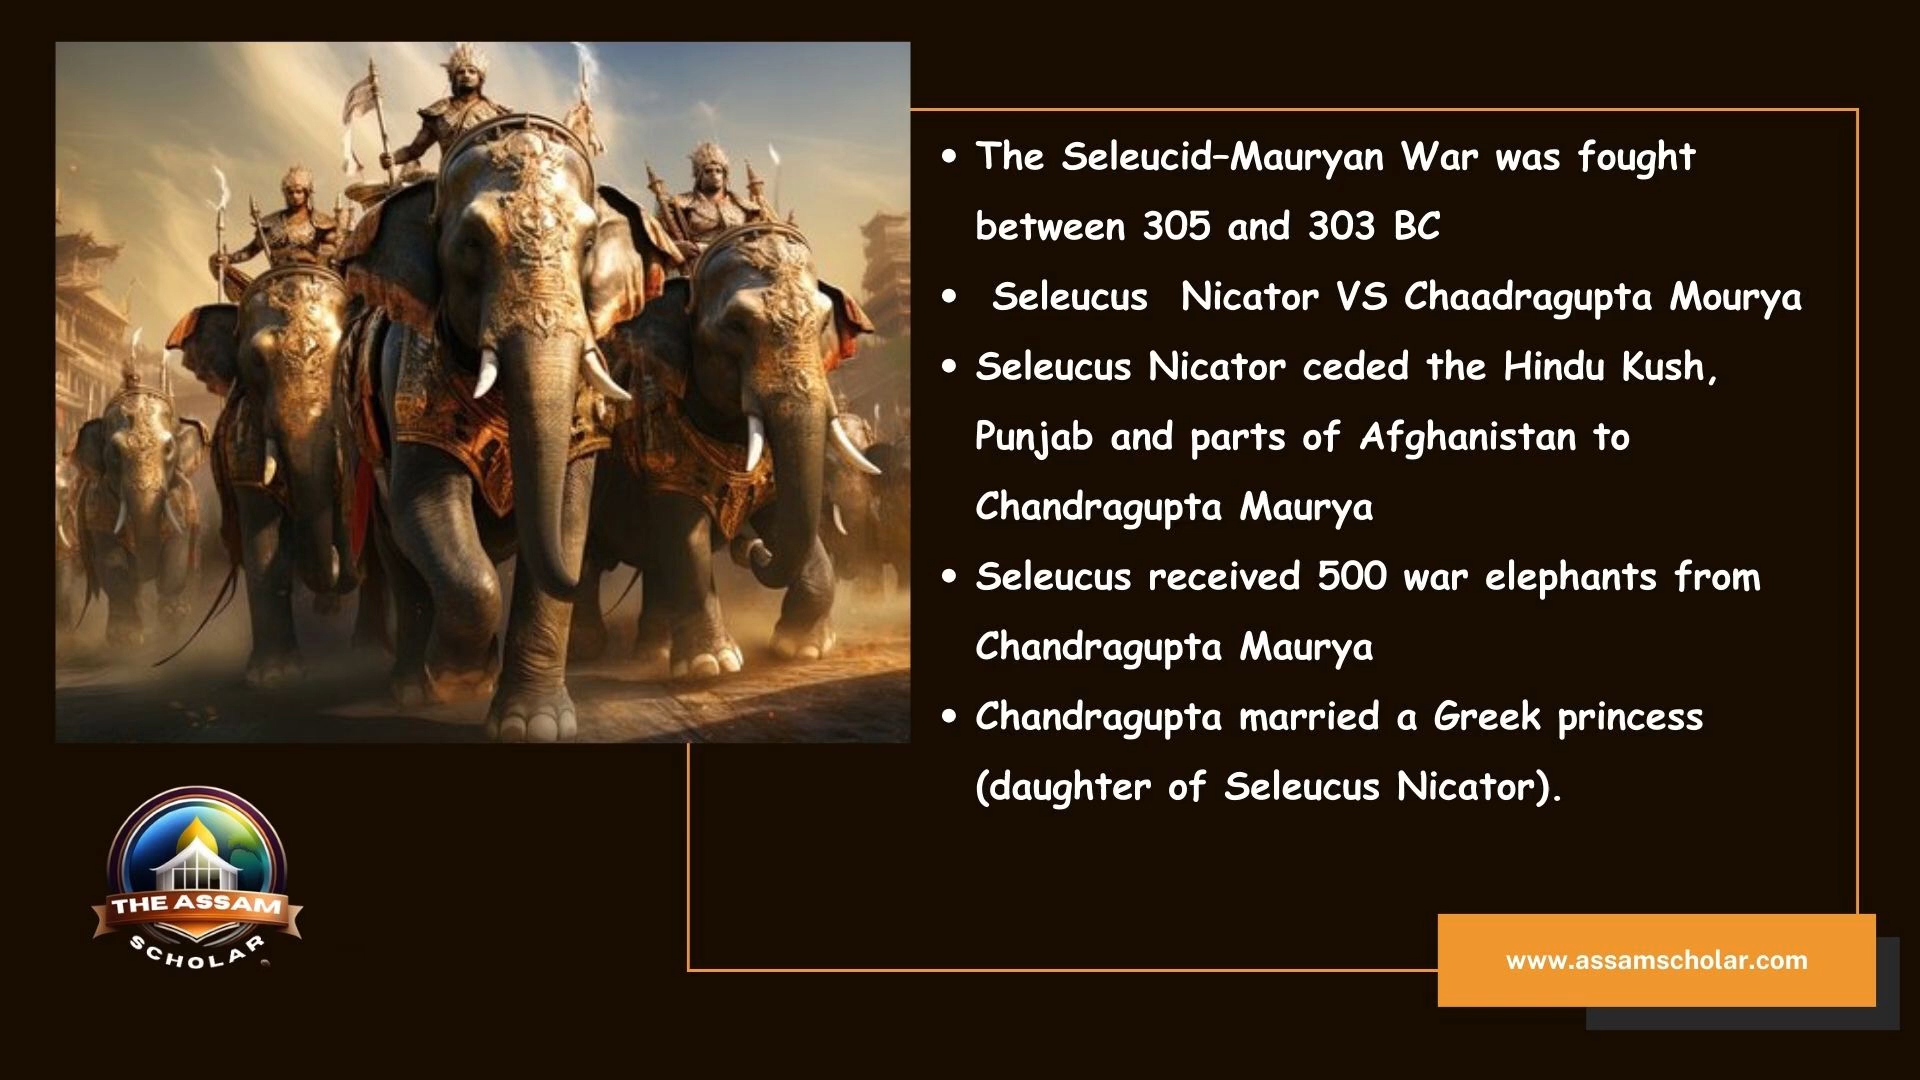 • The Seleucid–Mauryan War was fought
between 305 and 303 BC
• Seleucus Nicator VS Chaadragupta Mourya
• Seleucus Nicator ceded the Hindu Kush,
Punjab and parts of Afghanistan to
Chandragupta Maurya
• Seleucus received 500 war elephants from
Chandragupta Maurya
• Chandragupta married a Greek princess
(daughter of Seleucus Nicator).
THE ASSAM
SCHOLAR
www.assamscholar.com